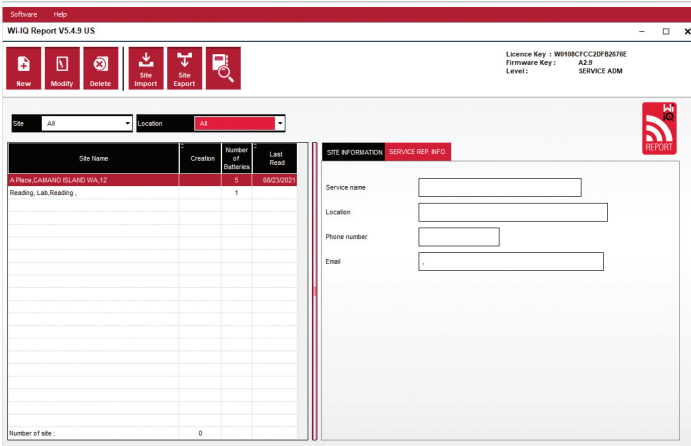 Software Help
Wi-IQ Report V5.4.9 US
Licence Key : W0108CFCC2DFB2676E
Firmware Key : A2.9
Level : SERVICE ADM
New Modify Delete Site Import Site Export
Site All Location All
Wi iQ
REPORT
Site Name Creation Number of Batteries Last Read
A Place,CAMANO ISLAND WA,12 5 08/23/2021
Reading, Lab,Reading , 1
Number of site : 0
SITE INFORMATION SERVICE REP. INFO.
Service name
Location
Phone number
Email ,